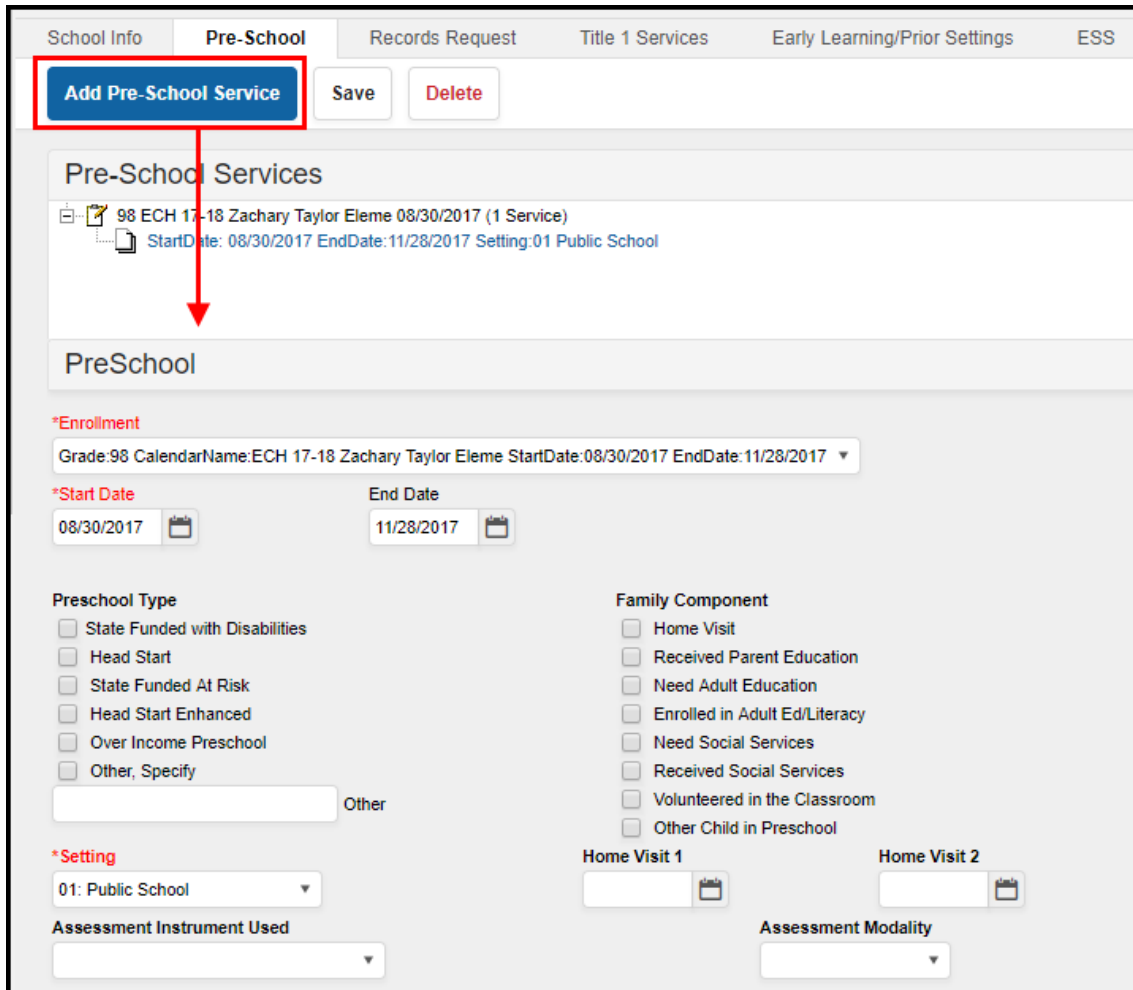 School Info Pre-School Records Request Title 1 Services Early Learning/Prior Settings ESS
Add Pre-School Service Save Delete
Pre-School Services
98 ECH 17-18 Zachary Taylor Eleme 08/30/2017 (1 Service)
StartDate: 08/30/2017 EndDate:11/28/2017 Setting:01 Public School
PreSchool
*Enrollment
Grade:98 CalendarName:ECH 17-18 Zachary Taylor Eleme StartDate:08/30/2017 EndDate:11/28/2017
*Start Date End Date
08/30/2017 11/28/2017
Preschool Type Family Component
State Funded with Disabilities Home Visit
Head Start Received Parent Education
State Funded At Risk Need Adult Education
Head Start Enhanced Enrolled in Adult Ed/Literacy
Over Income Preschool Need Social Services
Other, Specify Received Social Services
Other Volunteered in the Classroom
Other Child in Preschool
*Setting Home Visit 1 Home Visit 2
01: Public School
Assessment Instrument Used Assessment Modality